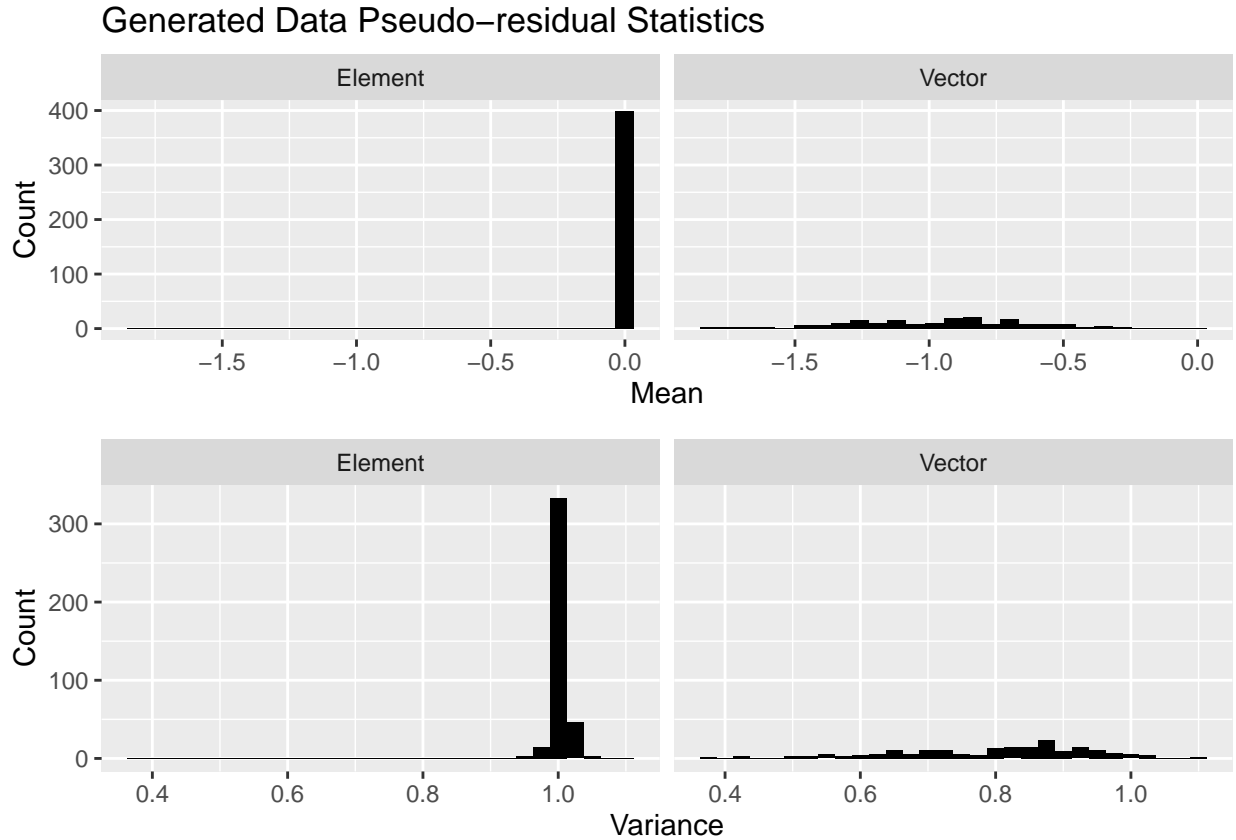 Generated Data Pseudo−residual Statistics
Element
Vector
Count
400
300
200
100
0
−1.5 −1.0 −0.5 0.0
−1.5 −1.0 −0.5 0.0
Mean
Element
Vector
Count
300
200
100
0
0.4 0.6 0.8 1.0
0.4 0.6 0.8 1.0
Variance